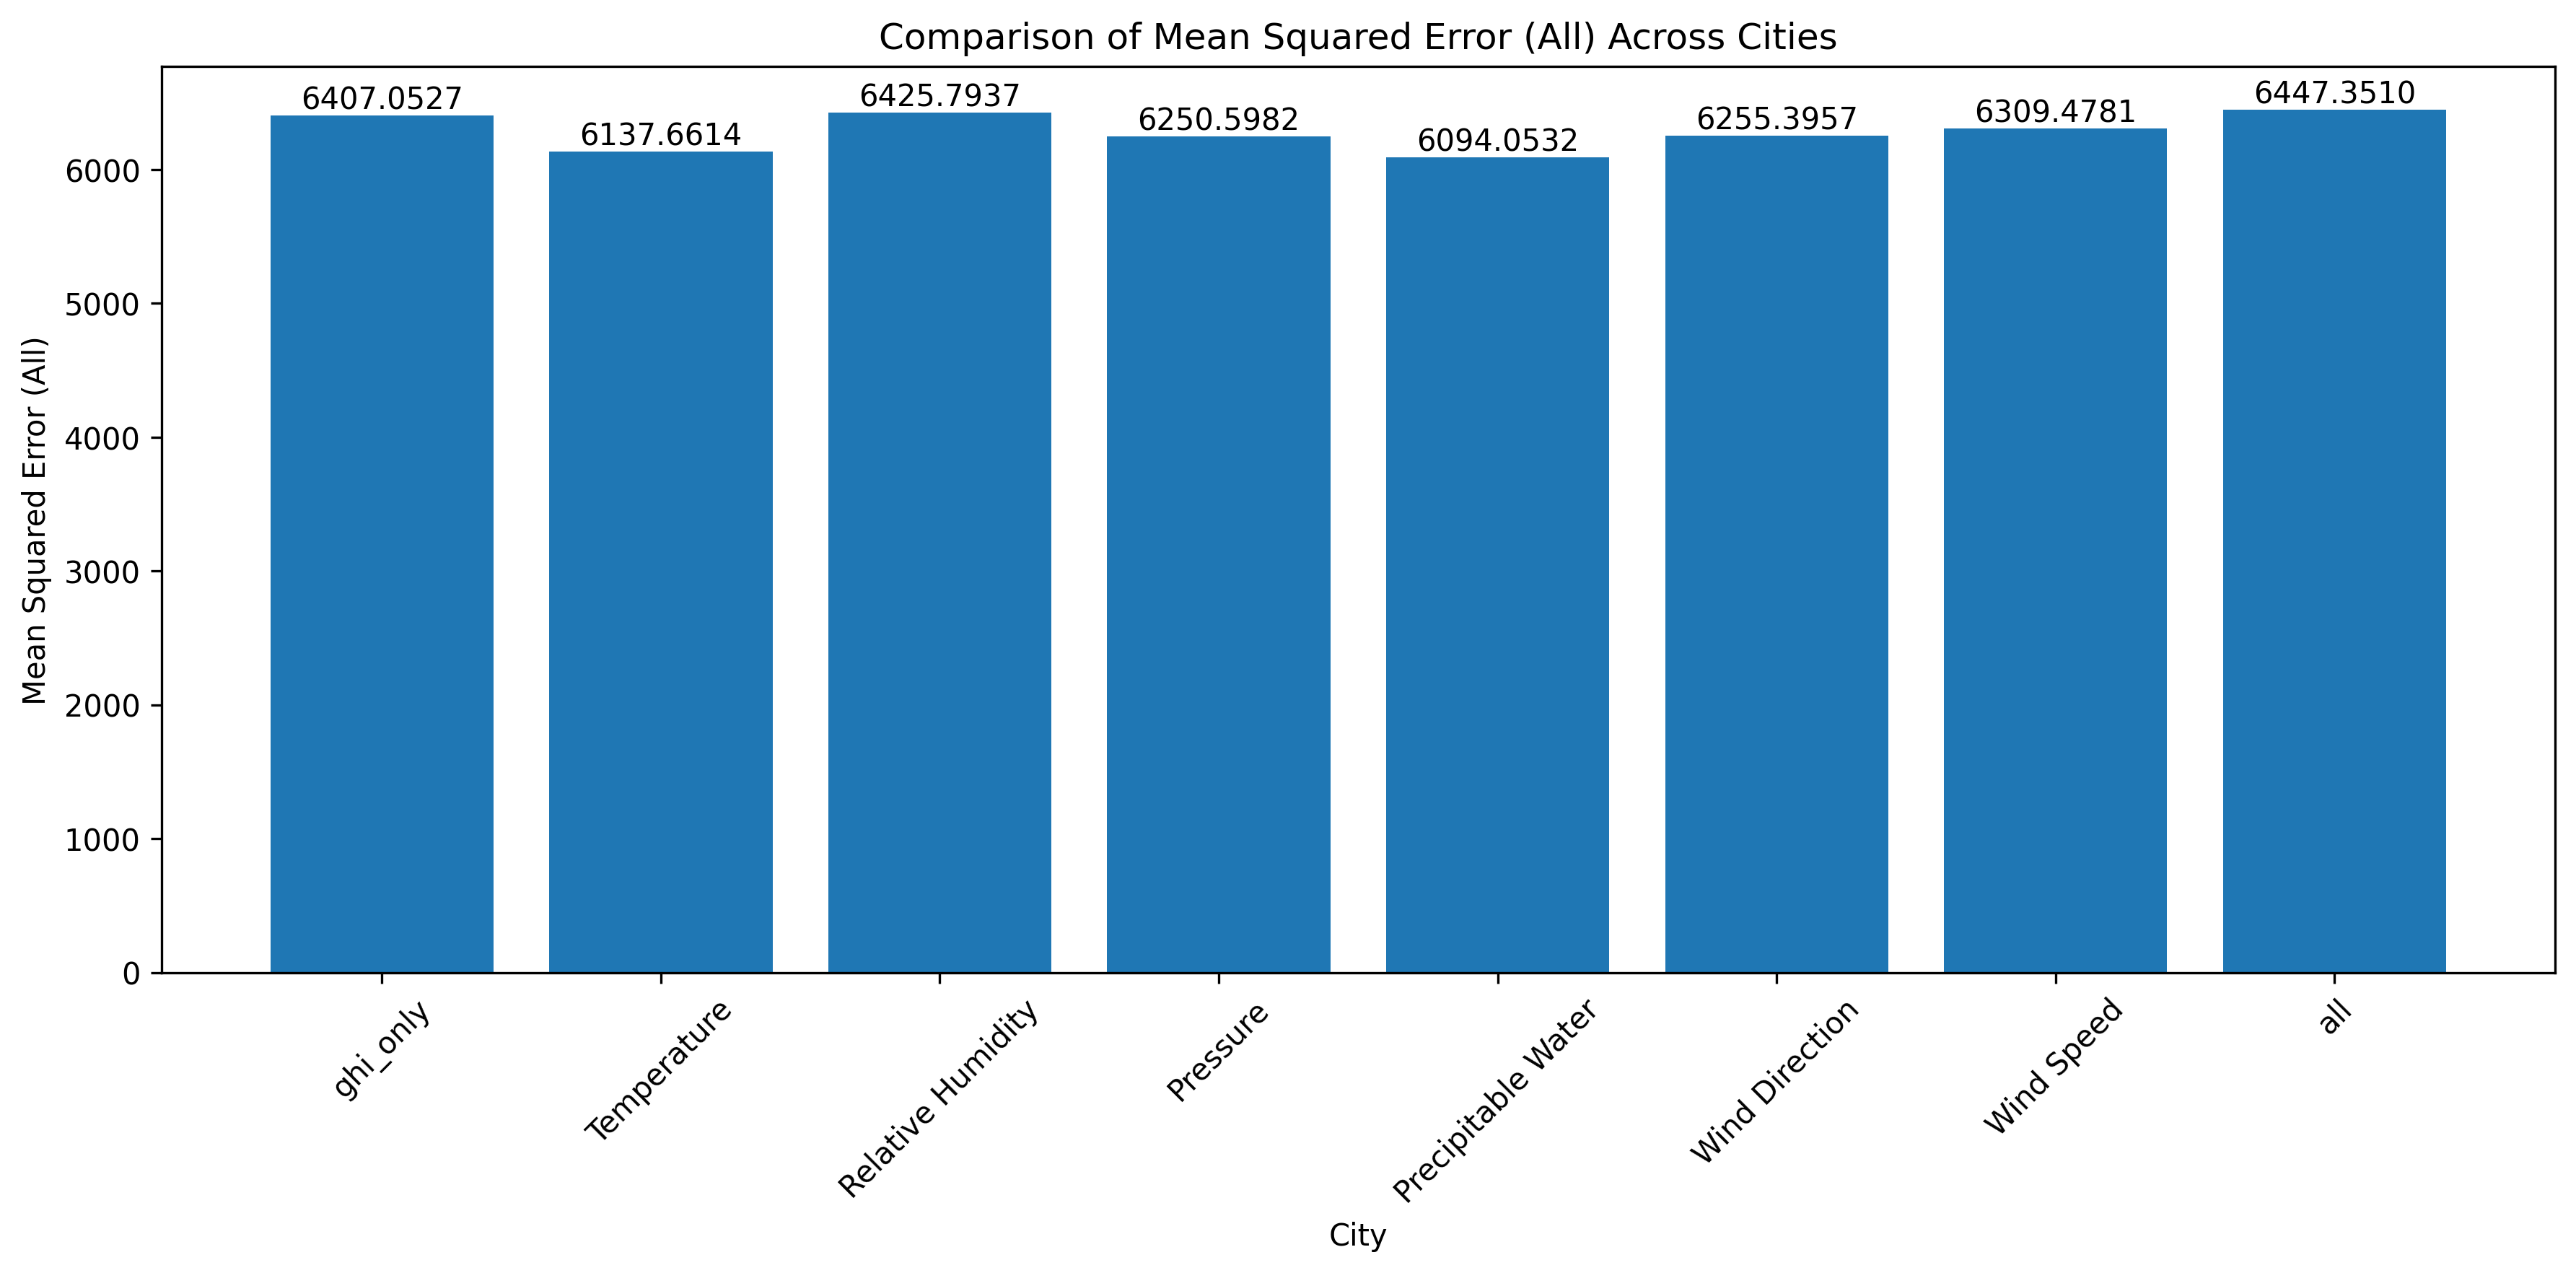 Comparison of Mean Squared Error (All) Across Cities
Mean Squared Error (All)
6000
5000
4000
3000
2000
1000
0
6407.0527
6137.6614
6425.7937
6250.5982
6094.0532
6255.3957
6309.4781
6447.3510
ghi_only
Temperature
Relative Humidity
Pressure
Precipitable Water
Wind Direction
Wind Speed
all
City